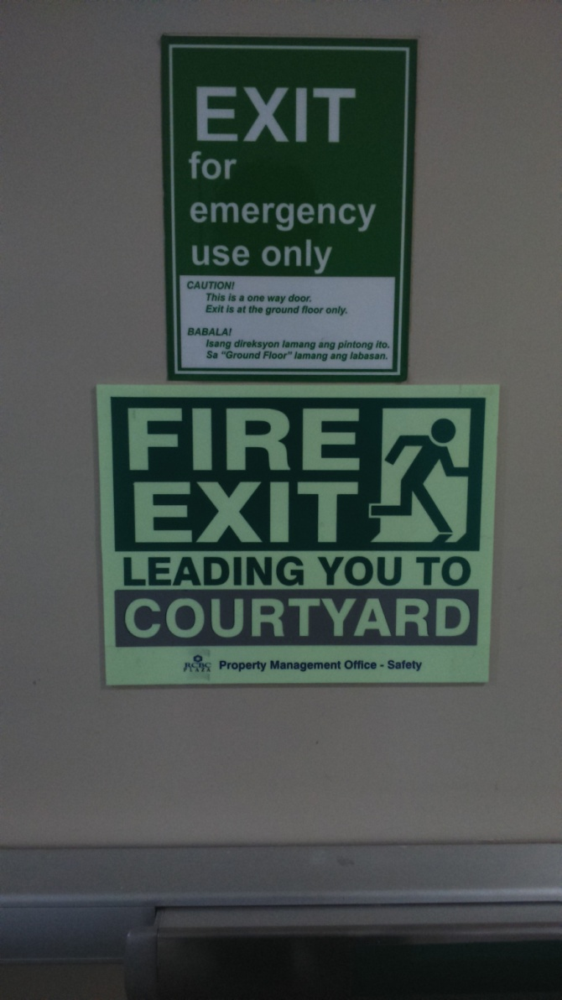 EXIT
for
emergency
use only
CAUTION!
This is a one way door.
Exit is at the ground floor only.
BABALA!
Isang direksyon lamang ang pintong ito.
Sa "Ground Floor" lamang ang labasan.
FIRE
EXIT
LEADING YOU TO
COURTYARD
RCBC
PLAZA
Property Management Office - Safety